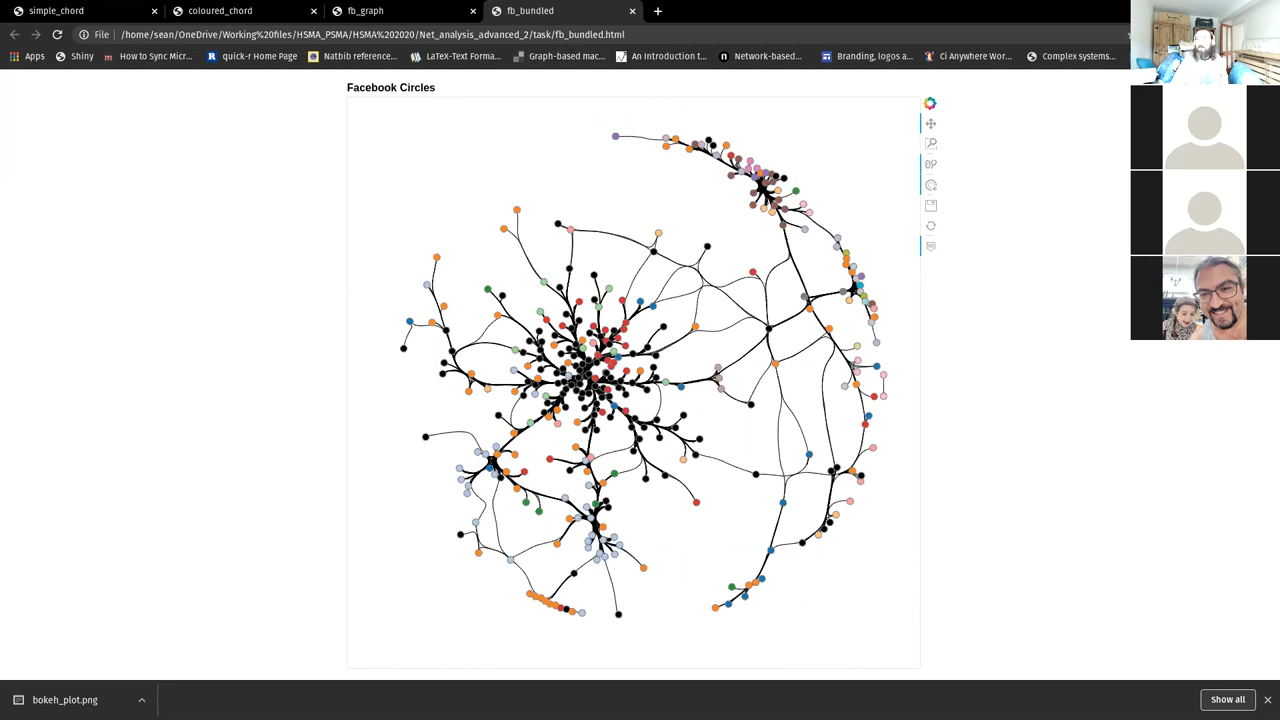 simple_chord
coloured_chord
fb_graph
fb_bundled
File
/home/sean/OneDrive/Working%20files/HSMA_PSMA/HSMA%202020/Net_analysis_advanced_2/task/fb_bundled.html
Apps
Shiny
How to Sync Micr...
quick-r Home Page
Natbib reference...
LaTeX-Text Forma...
Graph-based mac...
An Introduction t...
Network-based...
Branding, logos a...
Ci Anywhere Wor...
Complex systems...
Facebook Circles
bokeh_plot.png
Show all